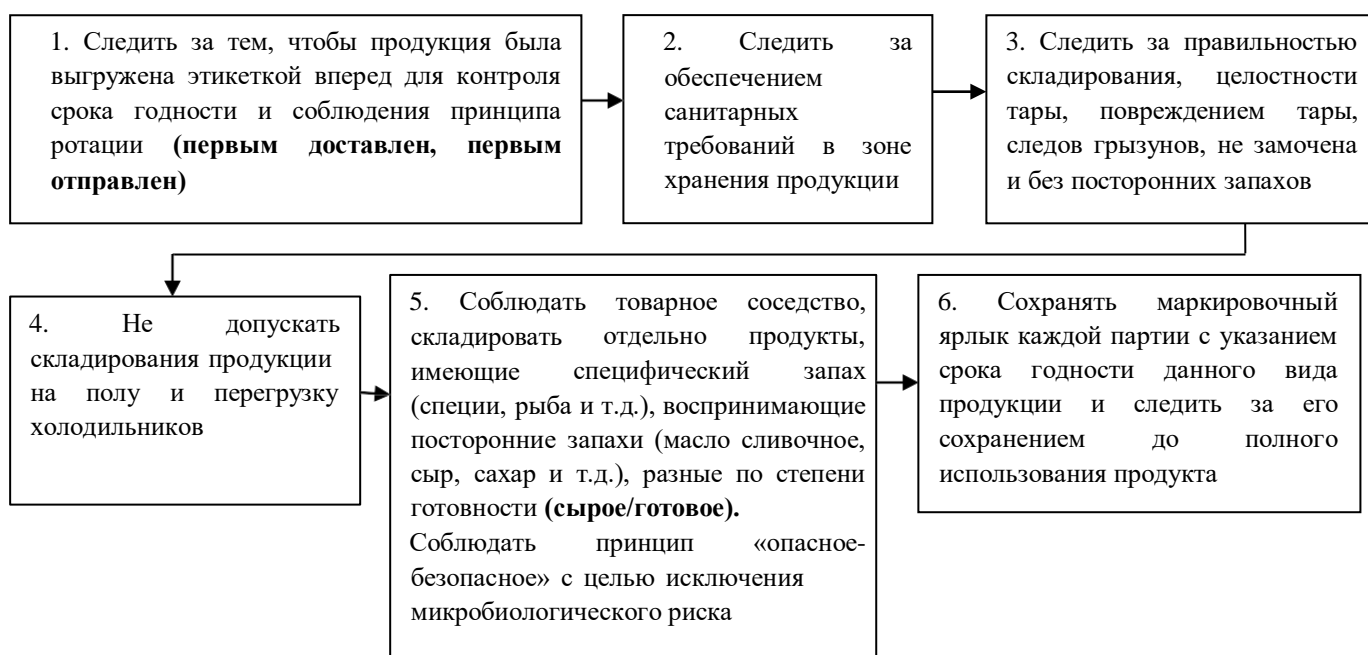 1. Следить за тем, чтобы продукция была
выгружена этикеткой вперед для контроля
срока годности и соблюдения принципа
ротации (первым доставлен, первым
отправлен)
2. Следить за
обеспечением
санитарных
требований в зоне
хранения продукции
3. Следить за правильностью
складирования, целостности
тары, повреждением тары,
следов грызунов, не замочена
и без посторонних запахов
4. Не допускать
складирования продукции
на полу и перегрузку
холодильников
5. Соблюдать товарное соседство,
складировать отдельно продукты,
имеющие специфический запах
(специи, рыба и т.д.), воспринимающие
посторонние запахи (масло сливочное,
сыр, сахар и т.д.), разные по степени
готовности (сырое/готовое).
Соблюдать принцип «опасное-
безопасное» с целью исключения
микробиологического риска
6. Сохранять маркировочный
ярлык каждой партии с указанием
срока годности данного вида
продукции и следить за его
сохранением до полного
использования продукта